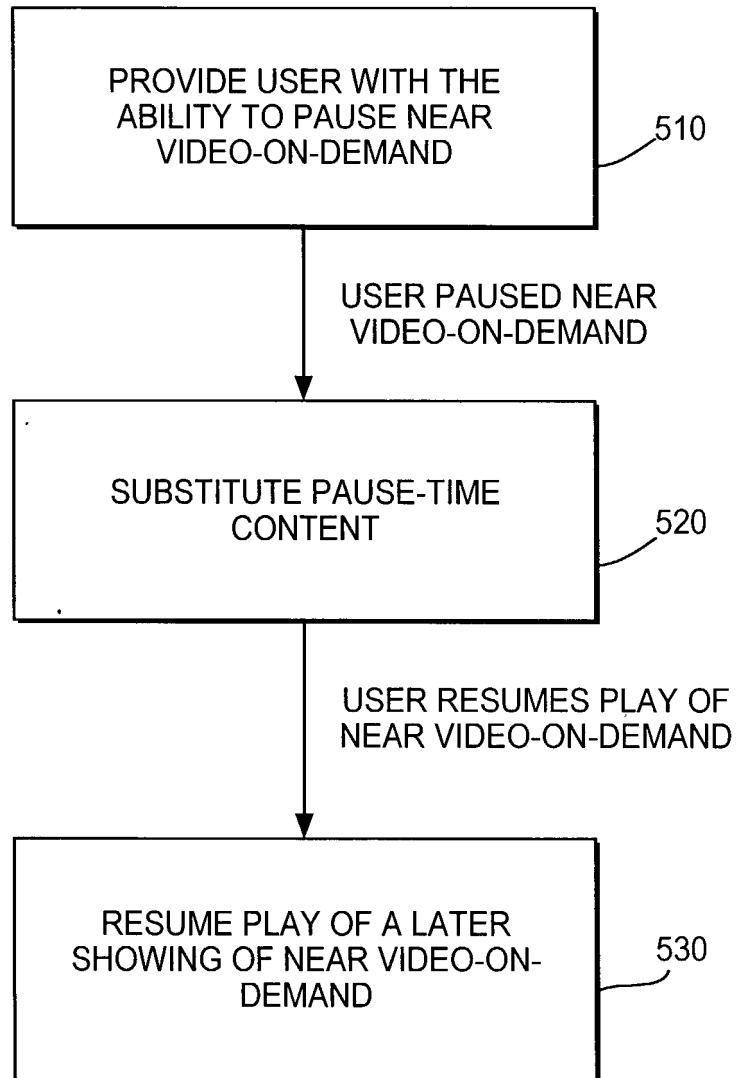 PROVIDE USER WITH THE
ABILITY TO PAUSE NEAR
VIDEO-ON-DEMAND
510
USER PAUSED NEAR
VIDEO-ON-DEMAND
SUBSTITUTE PAUSE-TIME
CONTENT
520
USER RESUMES PLAY OF
NEAR VIDEO-ON-DEMAND
RESUME PLAY OF A LATER
SHOWING OF NEAR VIDEO-ON-
DEMAND
530